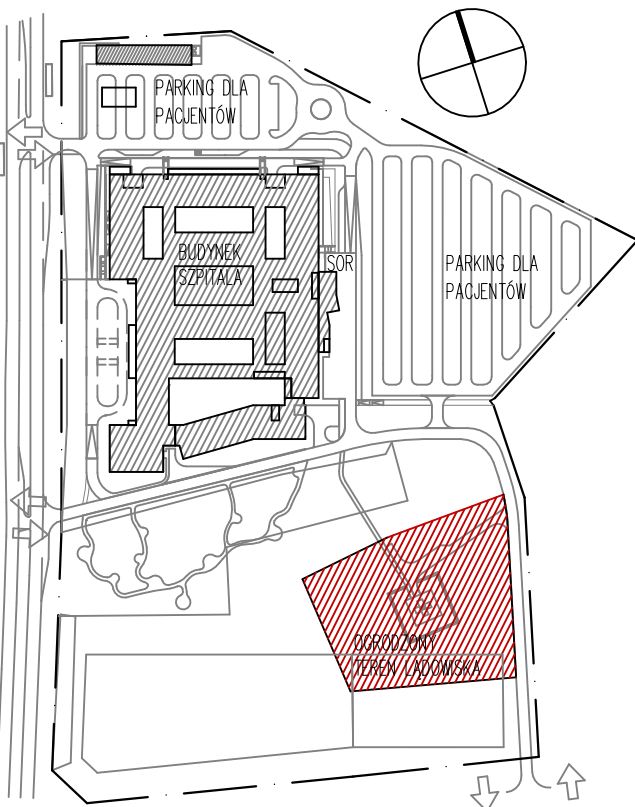 PARKING DLA
PACJENTÓW
BUDYNEK
SZPITALA
SOR
PARKING DLA
PACJENTÓW
OGRODZONY
TEREN LĄDOWISKA